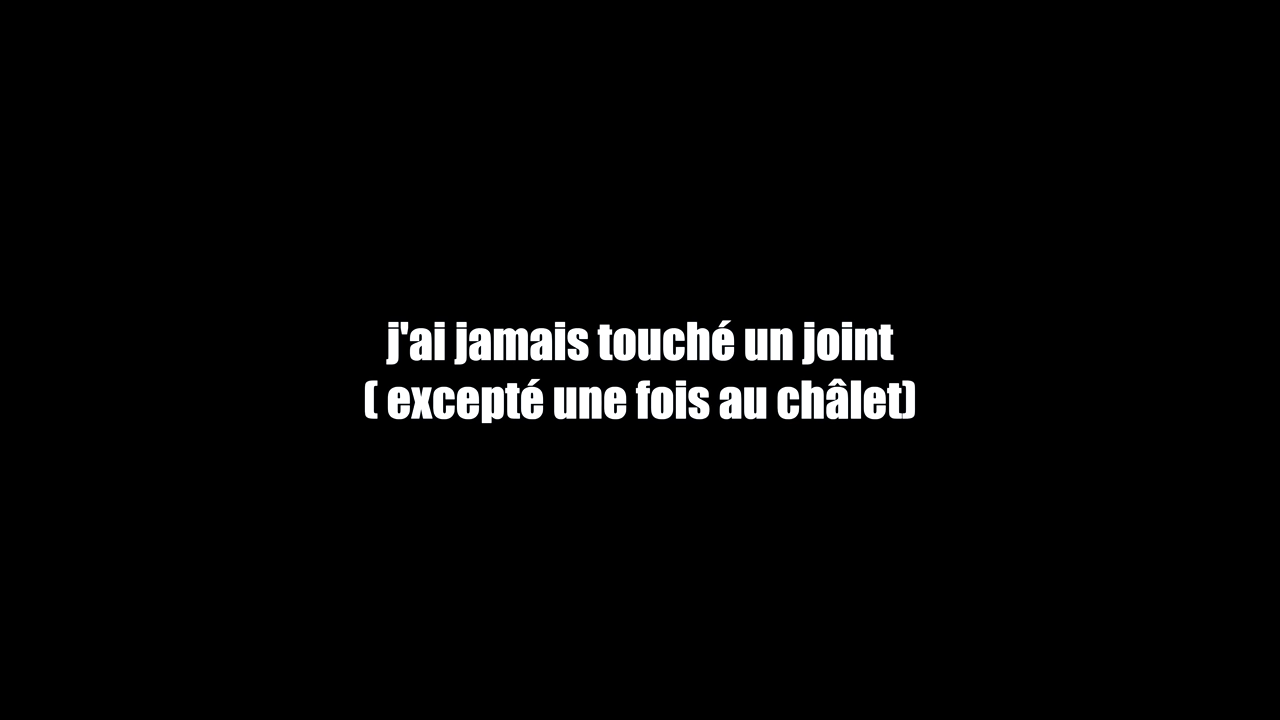 j'ai jamais touché un joint
( excepté une fois au châlet)